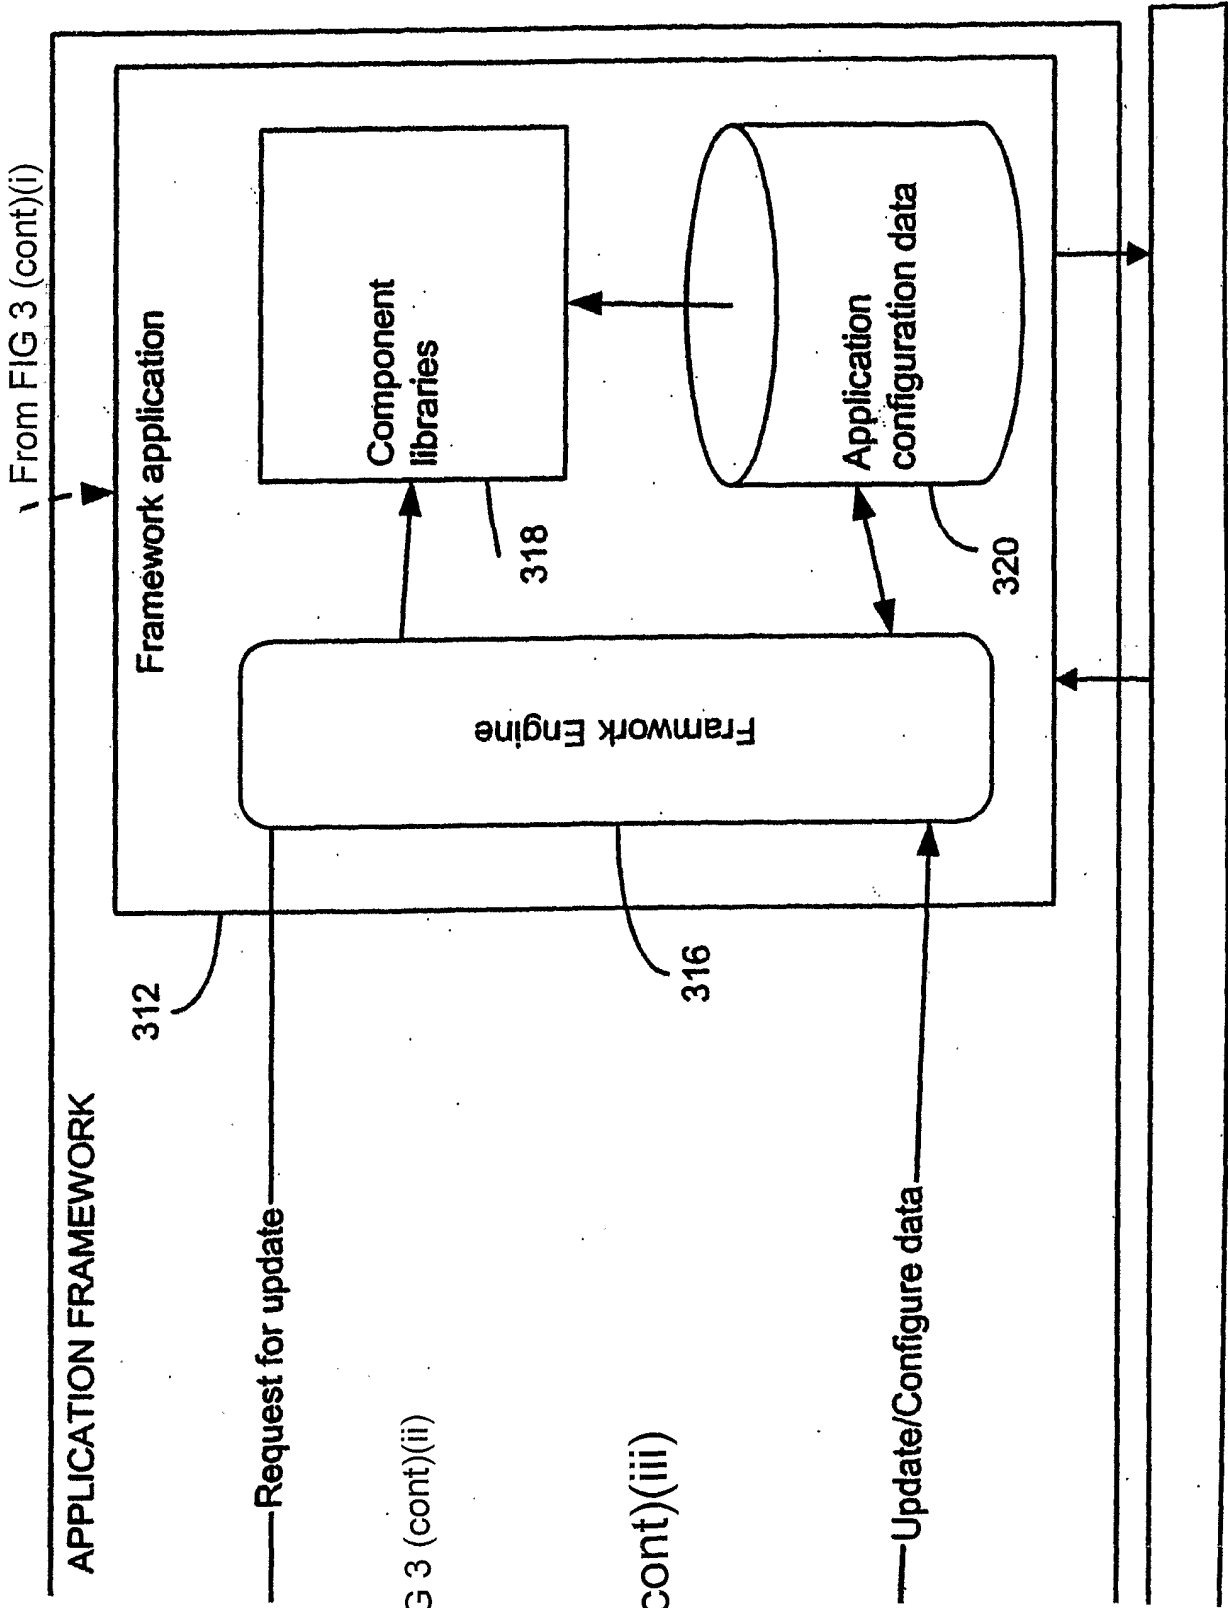 From FIG 3 (cont)(i)
APPLICATION FRAMEWORK
Framework application
312
Request for update
Component
libraries
318
Framwork Engine
316
G 3 (cont)(ii)
cont)(iii)
Application
configuration data
320
Update/Configure data